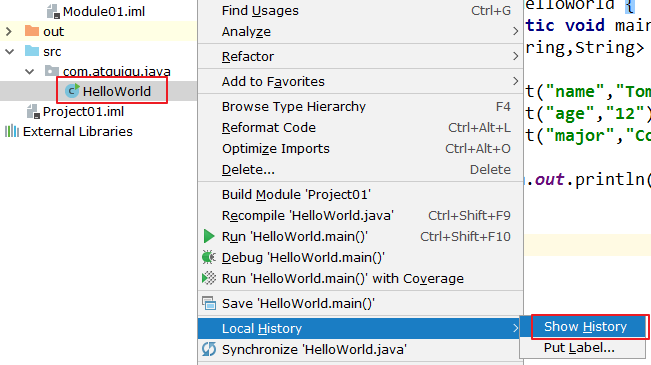 Module01.iml
out
src
com.atguigu.java
HelloWorld
Project01.iml
External Libraries
Find Usages Ctrl+G
Analyze
Refactor
Add to Favorites
Browse Type Hierarchy F4
Reformat Code Ctrl+Alt+L
Optimize Imports Ctrl+Alt+O
Delete... Delete
Build Module 'Project01'
Recompile 'HelloWorld.java' Ctrl+Shift+F9
Run 'HelloWorld.main()' Ctrl+Shift+F10
Debug 'HelloWorld.main()'
Run 'HelloWorld.main()' with Coverage
Save 'HelloWorld.main()'
Local History
Synchronize 'HelloWorld.java'
Show History
Put Label...
elloWorld {
tic void main
ring,String>
t("name","Tom
t("age","12")
t("major","Co
.out.println(